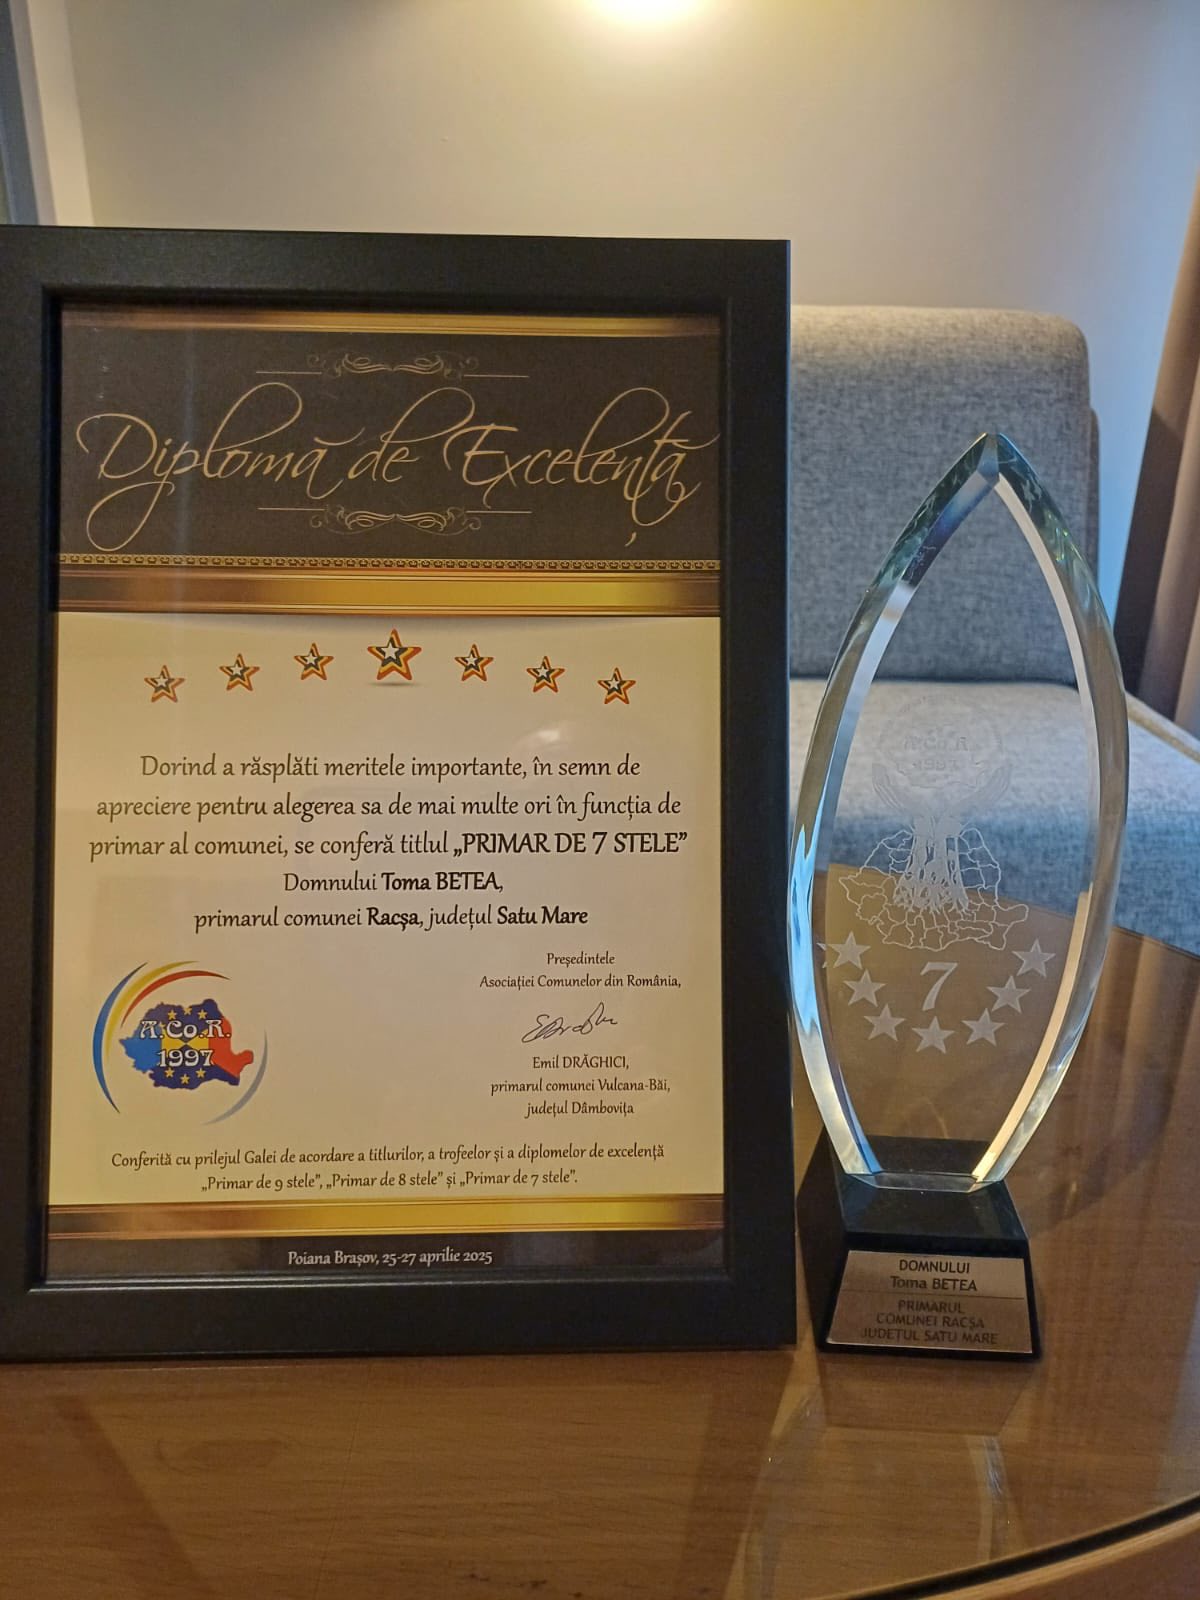 Diplomă de Excelență
Dorind a răsplăti meritele importante, în semn de
apreciere pentru alegerea sa de mai multe ori în funcția de
primar al comunei, se conferă titlul „PRIMAR DE 7 STELE”
Domnului Toma BETEA,
primarul comunei Racșa, județul Satu Mare
Președintele
Asociației Comunelor din România,
Emil DRĂGHICI,
primarul comunei Vulcana-Băi,
județul Dâmbovița
A.Co.R.
1997
Conferită cu prilejul Galei de acordare a titlurilor, a trofeelor și a diplomelor de excelență
„Primar de 9 stele”, „Primar de 8 stele” și „Primar de 7 stele”.
Poiana Brașov, 25-27 aprilie 2025
A.Co.R.
1997
7
DOMNULUI
Toma BETEA
PRIMARUL
COMUNEI RACȘA
JUDEȚUL SATU MARE